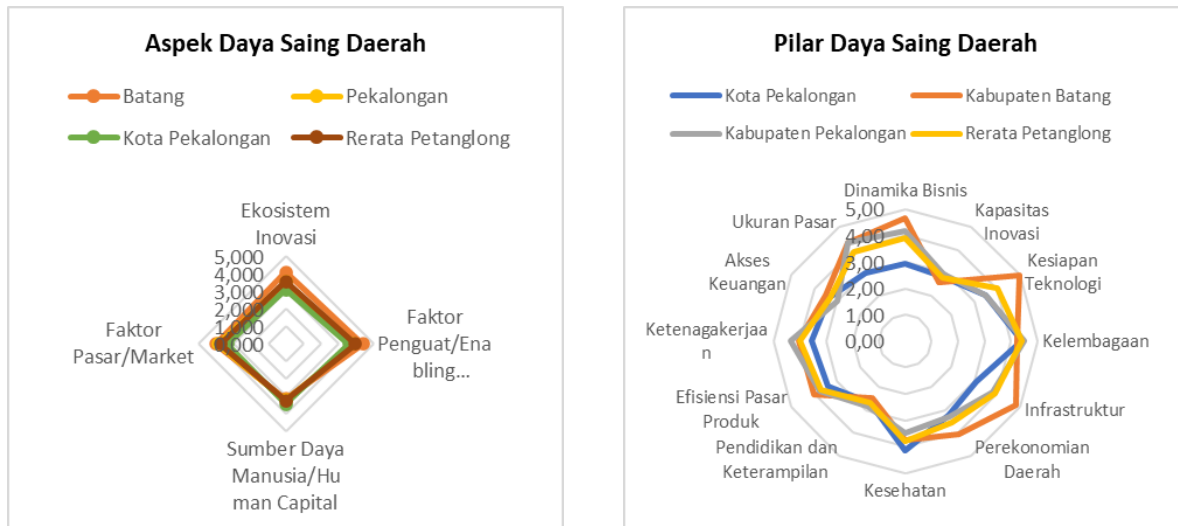 Aspek Daya Saing Daerah
Batang
Pekalongan
Kota Pekalongan
Rerata Petanglong
Ekosistem
Inovasi
5,000
4,000
3,000
2,000
1,000
0,000
Faktor
Penguat/Ena
bling...
Sumber Daya
Manusia/Hu
man Capital
Faktor
Pasar/Market
Pilar Daya Saing Daerah
Kota Pekalongan
Kabupaten Batang
Kabupaten Pekalongan
Rerata Petanglong
Dinamika Bisnis
5,00
4,00
3,00
2,00
1,00
0,00
Kapasitas
Inovasi
Kesiapan
Teknologi
Kelembagaan
Infrastruktur
Perekonomian
Daerah
Kesehatan
Pendidikan dan
Keterampilan
Efisiensi Pasar
Produk
Ketenagakerjaa
n
Akses
Keuangan
Ukuran Pasar